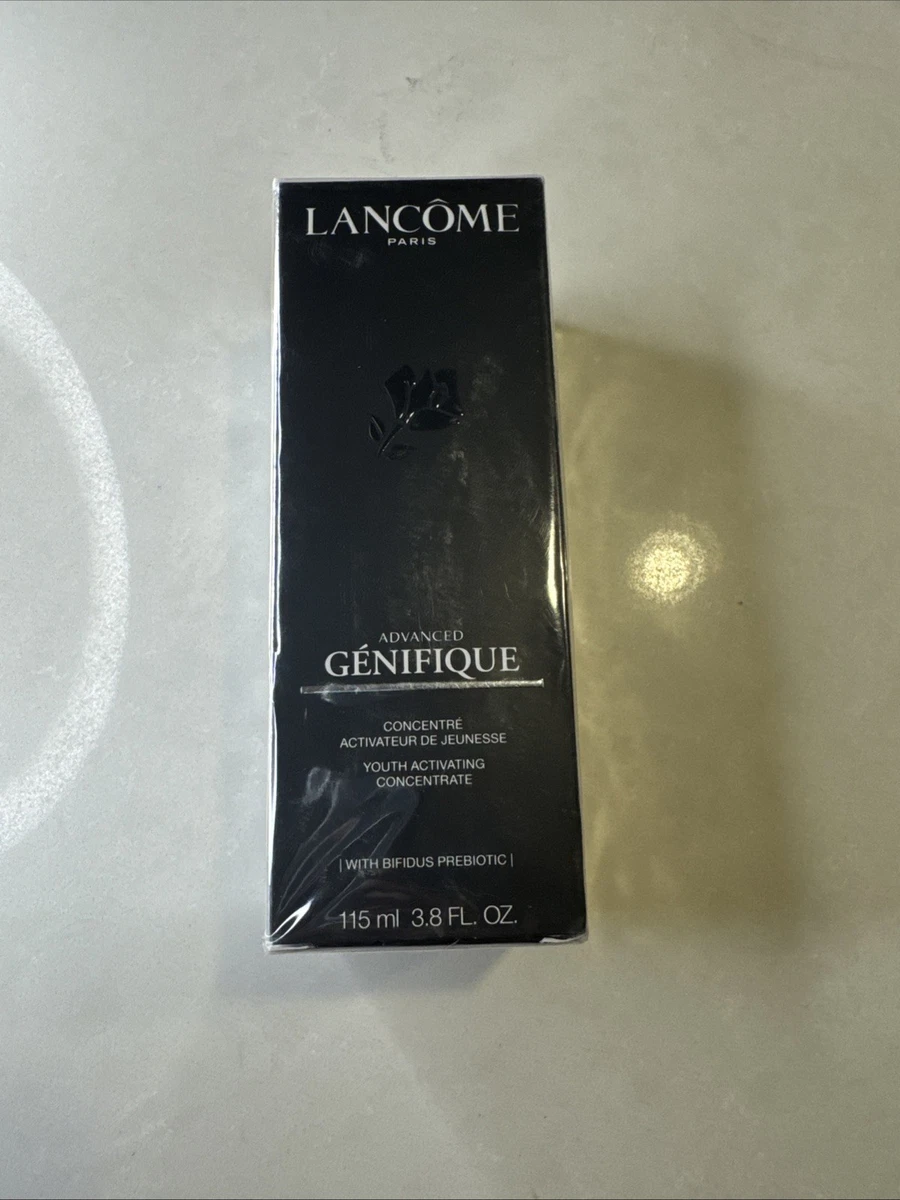 LANCÔME
PARIS
ADVANCED
GÉNIFIQUE
CONCENTRÉ
ACTIVATEUR DE JEUNESSE
YOUTH ACTIVATING
CONCENTRATE
| WITH BIFIDUS PREBIOTIC |
115 ml 3.8 FL. OZ.